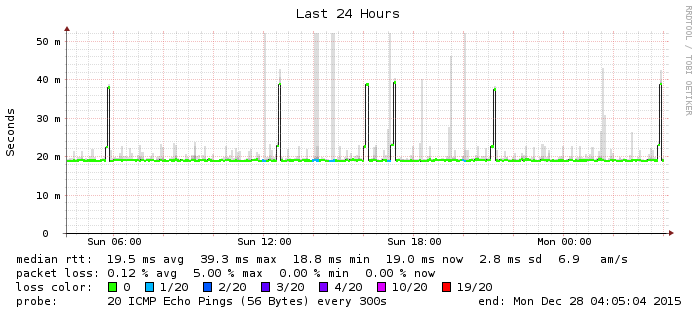 Last 24 Hours
RRDTOOL / TOBI OETIKER
Seconds
50 m
40 m
30 m
20 m
10 m
0
Sun 06:00 Sun 12:00 Sun 18:00 Mon 00:00
median rtt: 19.5 ms avg 39.3 ms max 18.8 ms min 19.0 ms now 2.8 ms sd 6.9 am/s
packet loss: 0.12 % avg 5.00 % max 0.00 % min 0.00 % now
loss color: 0 1/20 2/20 3/20 4/20 10/20 19/20
probe: 20 ICMP Echo Pings (56 Bytes) every 300s end: Mon Dec 28 04:05:04 2015